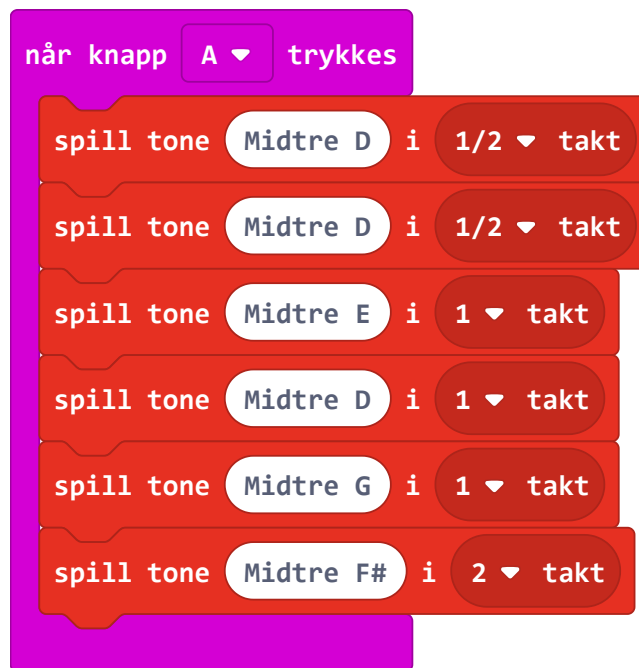 når knapp A trykkes
spill tone Midtre D i 1/2 takt
spill tone Midtre D i 1/2 takt
spill tone Midtre E i 1 takt
spill tone Midtre D i 1 takt
spill tone Midtre G i 1 takt
spill tone Midtre F# i 2 takt